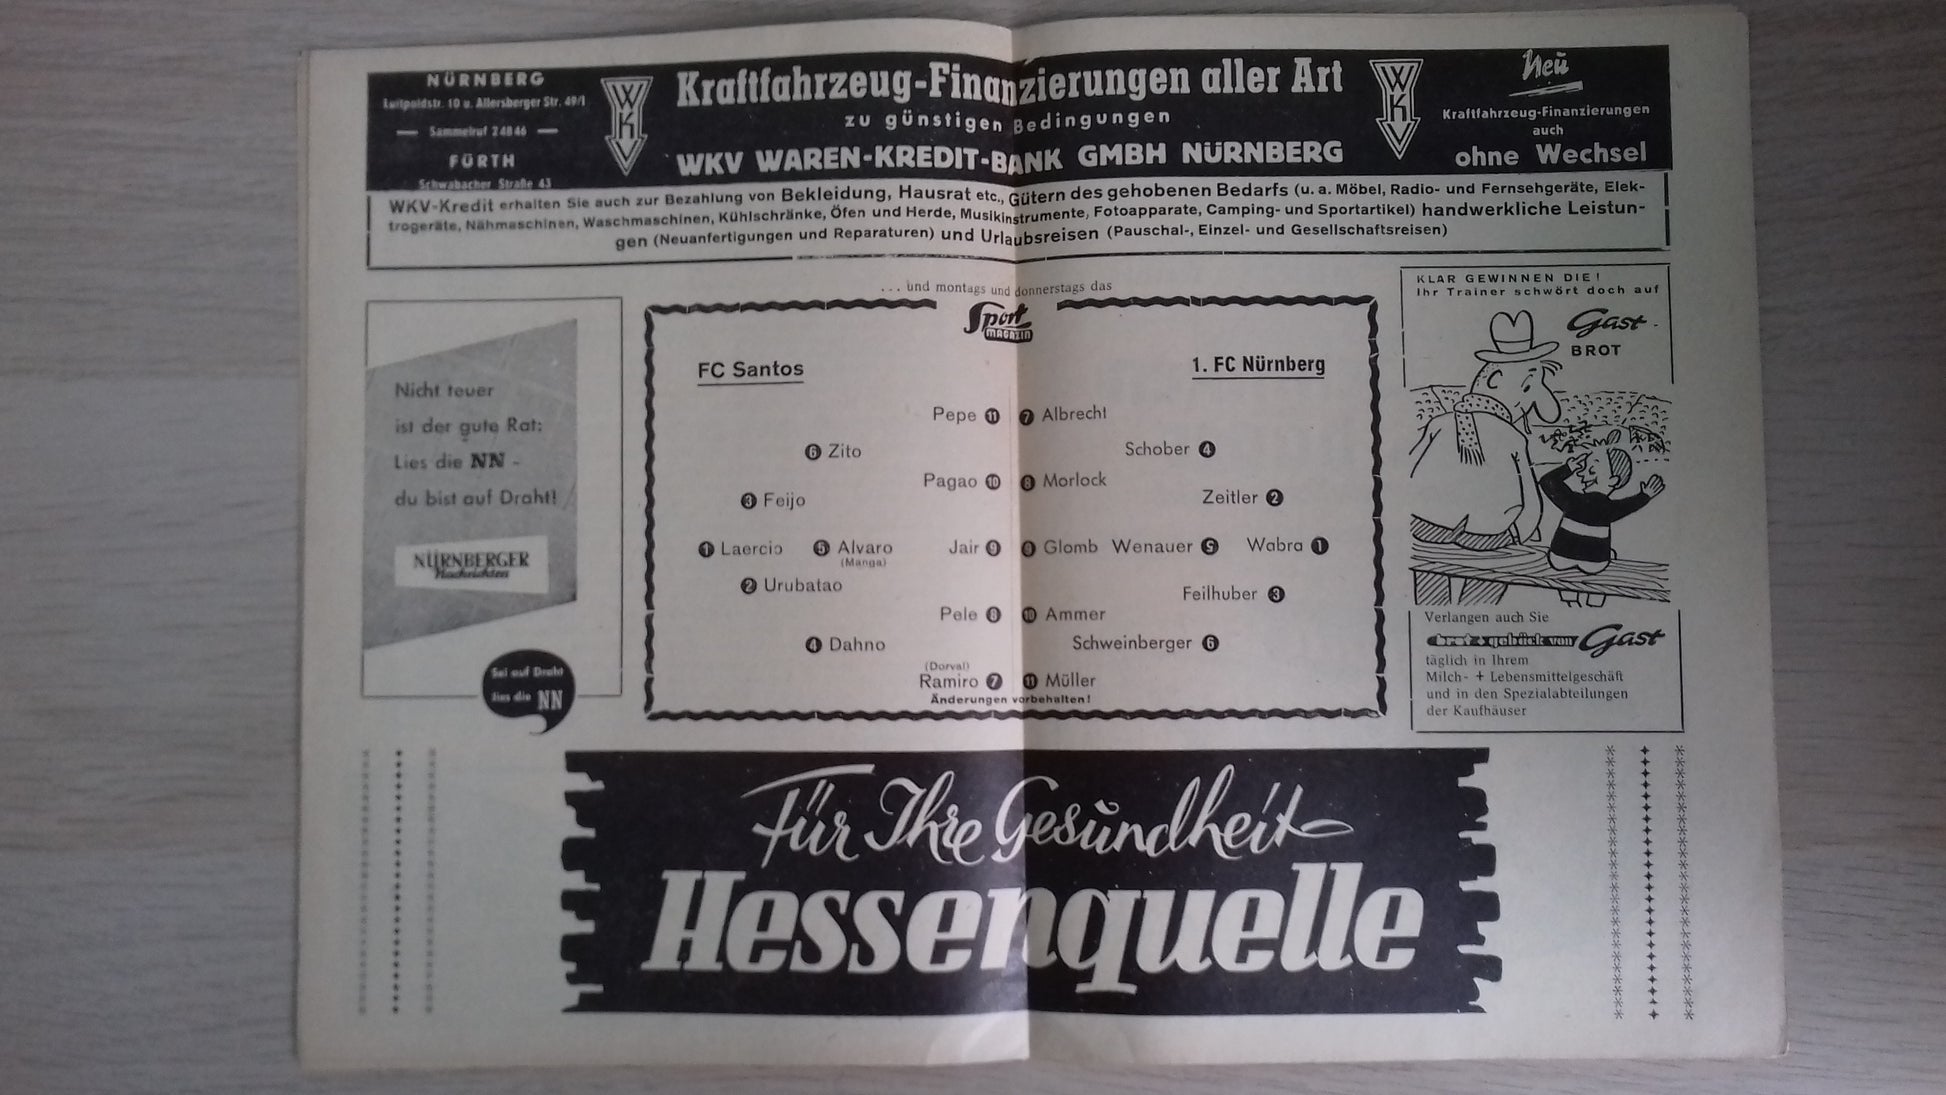 NÜRNBERG
Luitpoldstr. 10 u. Allersberger Str. 49/I
— Sammelruf 24846 —
FÜRTH
Schwabacher Straße 43
WKV
Kraftfahrzeug-Finanzierungen aller Art
zu günstigen Bedingungen
WKV WAREN-KREDIT-BANK GMBH NÜRNBERG
WKV
Neu
Kraftfahrzeug-Finanzierungen
auch
ohne Wechsel
WKV-Kredit erhalten Sie auch zur Bezahlung von Bekleidung, Hausrat etc., Gütern des gehobenen Bedarfs (u. a. Möbel, Radio- und Fernsehgeräte, Elek-
trogeräte, Nähmaschinen, Waschmaschinen, Kühlschränke, Öfen und Herde, Musikinstrumente, Fotoapparate, Camping- und Sportartikel) handwerkliche Leistun-
gen (Neuanfertigungen und Reparaturen) und Urlaubsreisen (Pauschal-, Einzel- und Gesellschaftsreisen)
Nicht teuer
ist der gute Rat:
Lies die NN -
du bist auf Draht!
NÜRNBERGER
Nachrichten
Sei auf Draht
lies die NN
... und montags und donnerstags das
Sport
MAGAZIN
FC Santos
1. FC Nürnberg
Pepe 11 7 Albrecht
6 Zito Schober 4
Pagao 10 8 Morlock
3 Feijo Zeitler 2
1 Laercio 5 Alvaro Jair 9 9 Glomb Wenauer 5 Wabra 1
(Manga)
2 Urubatao Feilhuber 3
Pele 8 10 Ammer
4 Dahno Schweinberger 6
(Dorval)
Ramiro 7 11 Müller
Änderungen vorbehalten!
KLAR GEWINNEN DIE!
Ihr Trainer schwört doch auf
Gast-
BROT
Verlangen auch Sie
brot + gebäck von Gast
täglich in Ihrem
Milch- + Lebensmittelgeschäft
und in den Spezialabteilungen
der Kaufhäuser
Für Ihre Gesundheit
Hessenquelle